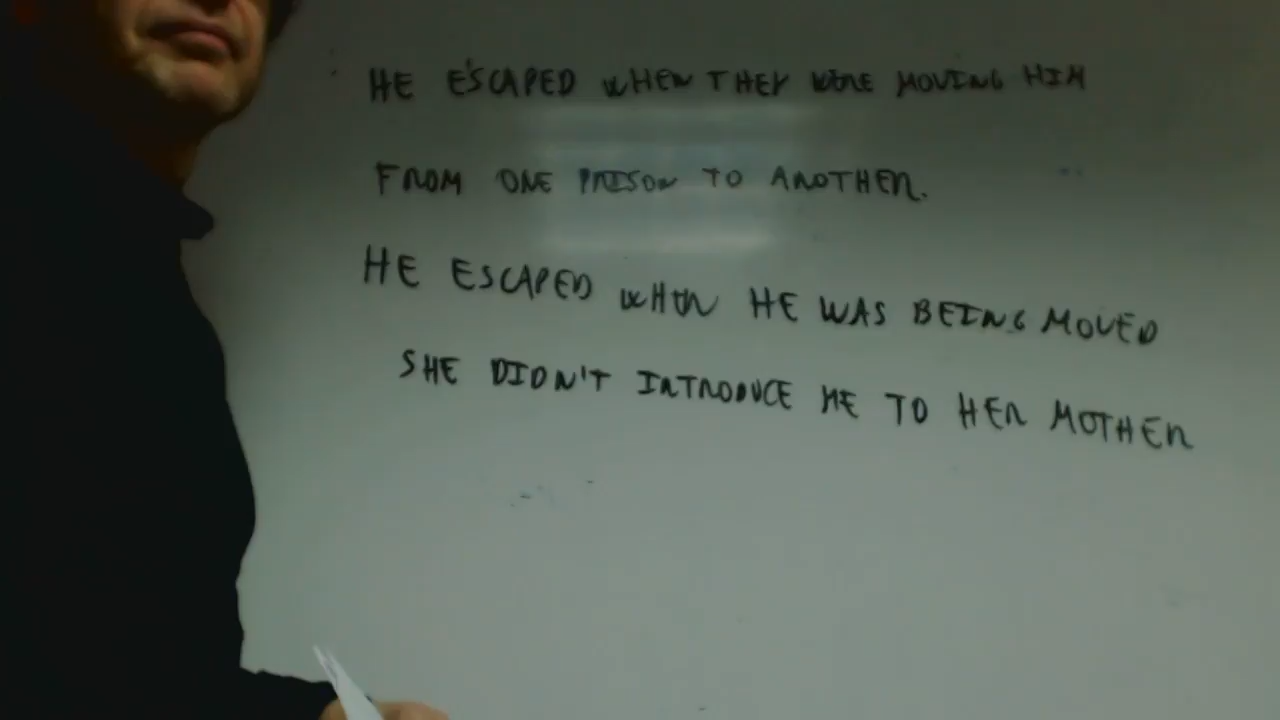 HE ESCAPED WHEN THEY WERE MOVING HIM
FROM ONE PRISON TO ANOTHER.
HE ESCAPED WHEN HE WAS BEING MOVED
SHE DIDN'T INTRODUCE ME TO HER MOTHER